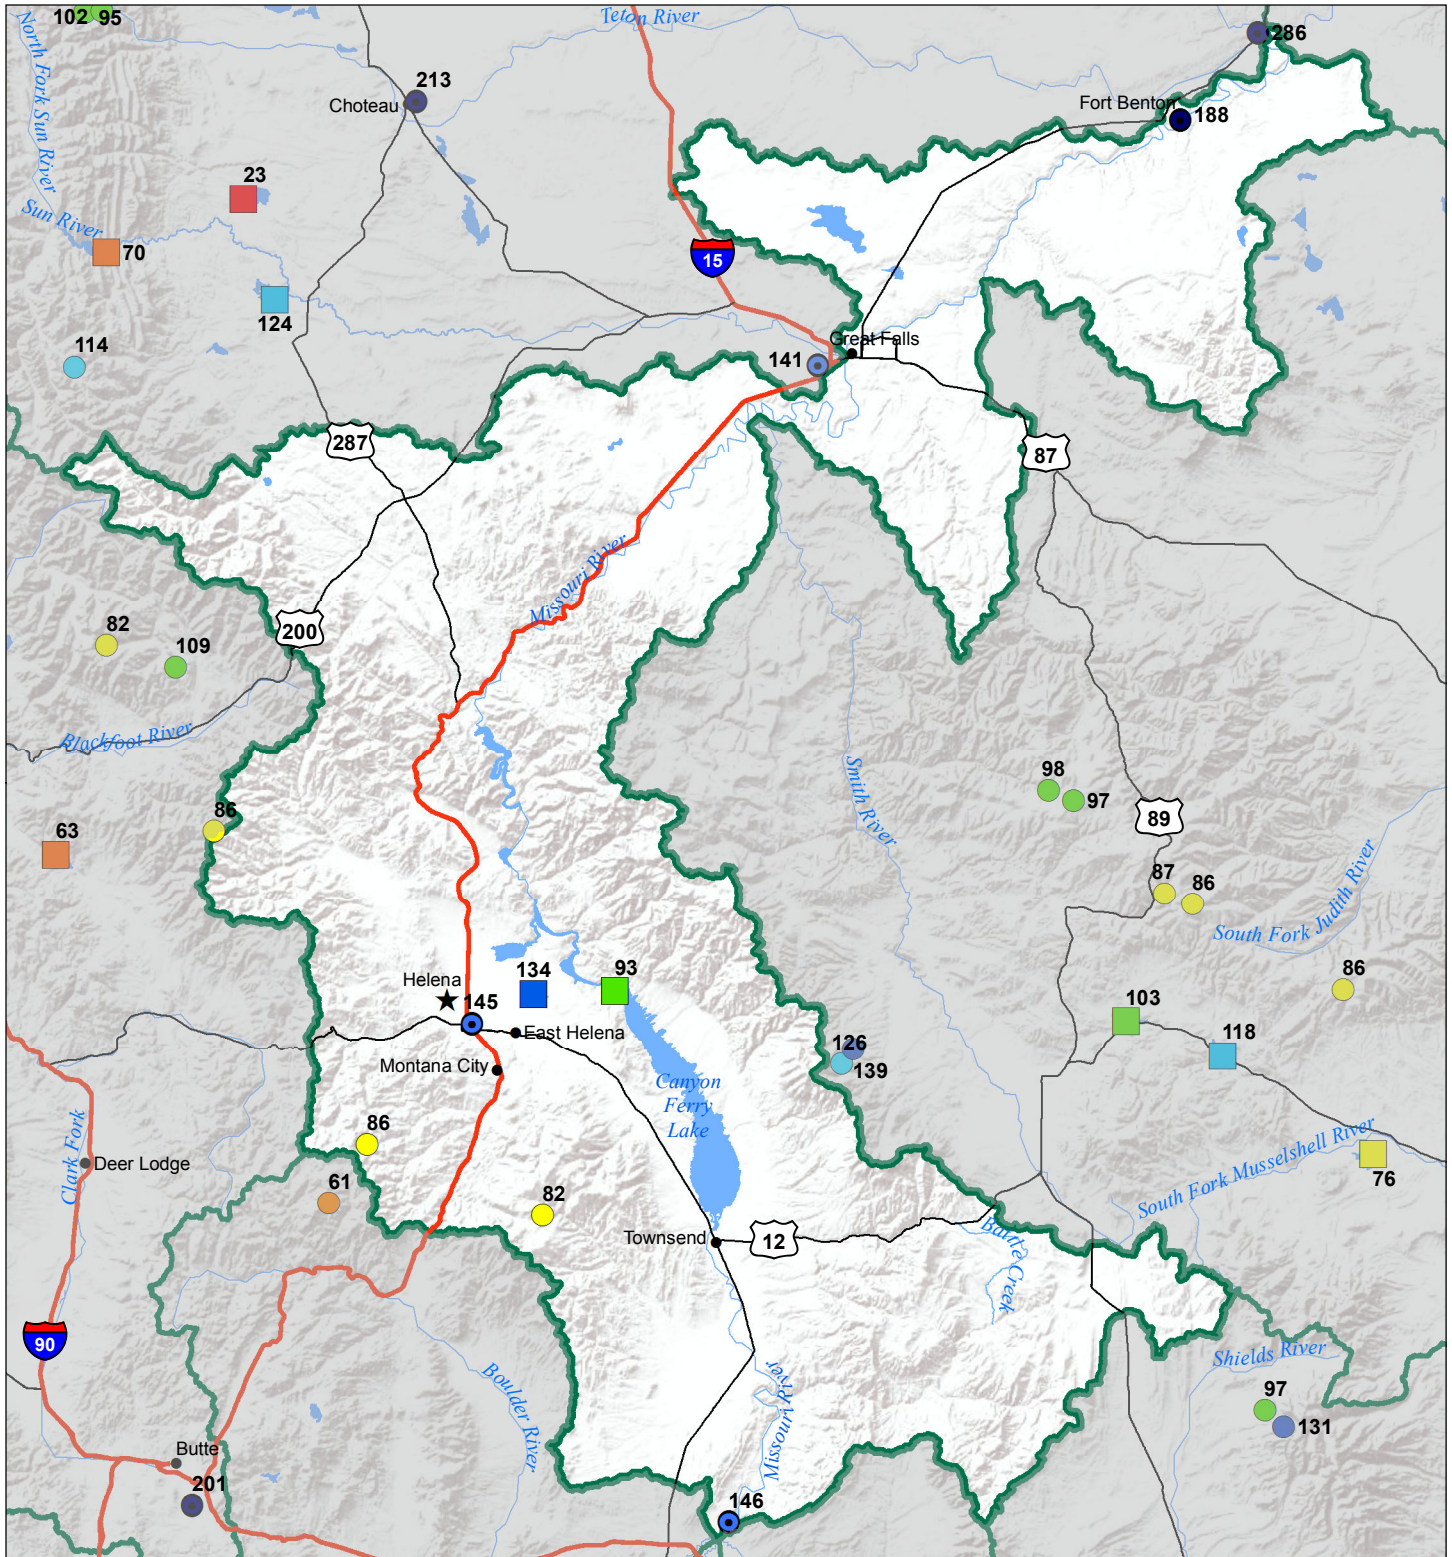 102 95
Teton River
286
North Fork Sun River
213
Choteau
Fort Benton
188
23
Sun River
70
15
124
114
141
Great Falls
287
87
Missouri River
82
200
109
Blackfoot River
98
97
Smith River
89
86
63
87
86
South Fork Judith River
Helena
134
93
86
145
103
East Helena
118
126
139
Montana City
Canyon
Ferry
Lake
Clark Fork
86
South Fork Musselshell River
76
Deer Lodge
61
82
Townsend
12
Battle Creek
90
Shields River
Boulder River
Missouri River
97
131
Butte
201
146